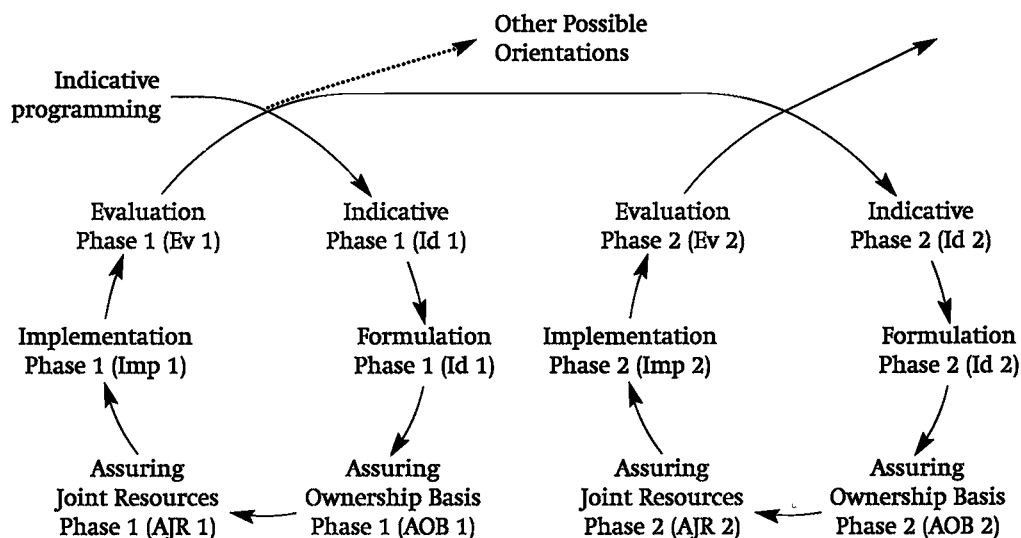 Other Possible
Orientations
Indicative
programming
Evaluation
Phase 1 (Ev 1)
Indicative
Phase 1 (Id 1)
Evaluation
Phase 2 (Ev 2)
Indicative
Phase 2 (Id 2)
Implementation
Phase 1 (Imp 1)
Formulation
Phase 1 (Id 1)
Implementation
Phase 2 (Imp 2)
Formulation
Phase 2 (Id 2)
Assuring
Joint Resources
Phase 1 (AJR 1)
Assuring
Ownership Basis
Phase 1 (AOB 1)
Assuring
Joint Resources
Phase 2 (AJR 2)
Assuring
Ownership Basis
Phase 2 (AOB 2)